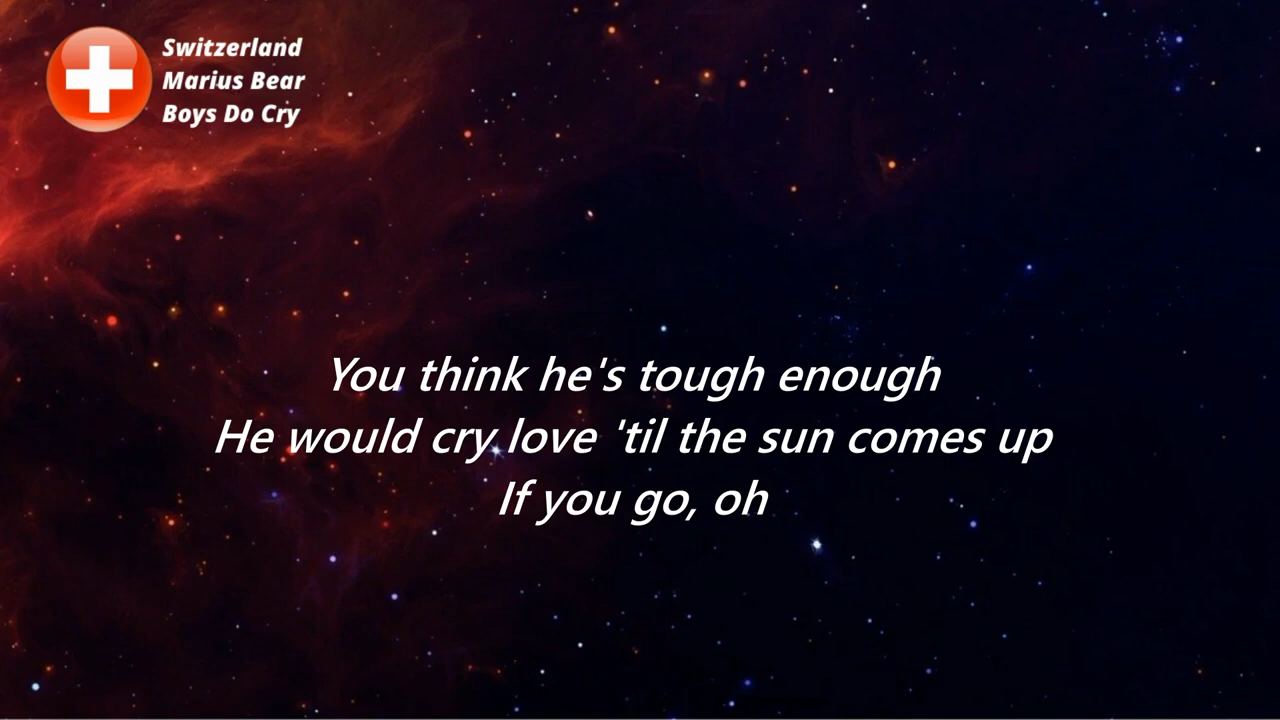 Switzerland
Marius Bear
Boys Do Cry
You think he's tough enough
He would cry love 'til the sun comes up
If you go, oh